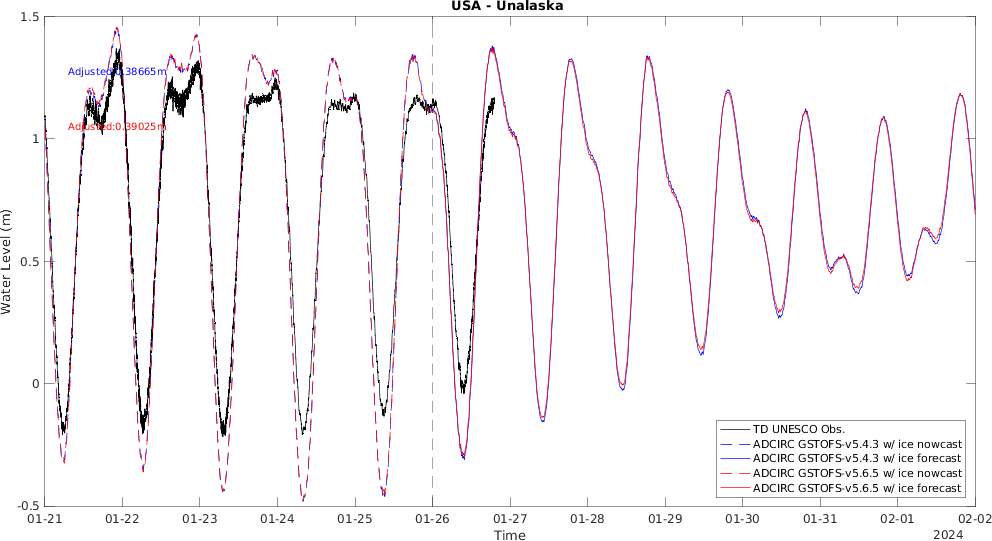 USA - Unalaska
1.5
1
0.5
0
-0.5
Water Level (m)
Adjusted:0.38665m
Adjusted:0.39025m
TD UNESCO Obs.
ADCIRC GSTOFS-v5.4.3 w/ ice nowcast
ADCIRC GSTOFS-v5.4.3 w/ ice forecast
ADCIRC GSTOFS-v5.6.5 w/ ice nowcast
ADCIRC GSTOFS-v5.6.5 w/ ice forecast
01-21 01-22 01-23 01-24 01-25 01-26 01-27 01-28 01-29 01-30 01-31 02-01 02-02
Time
2024